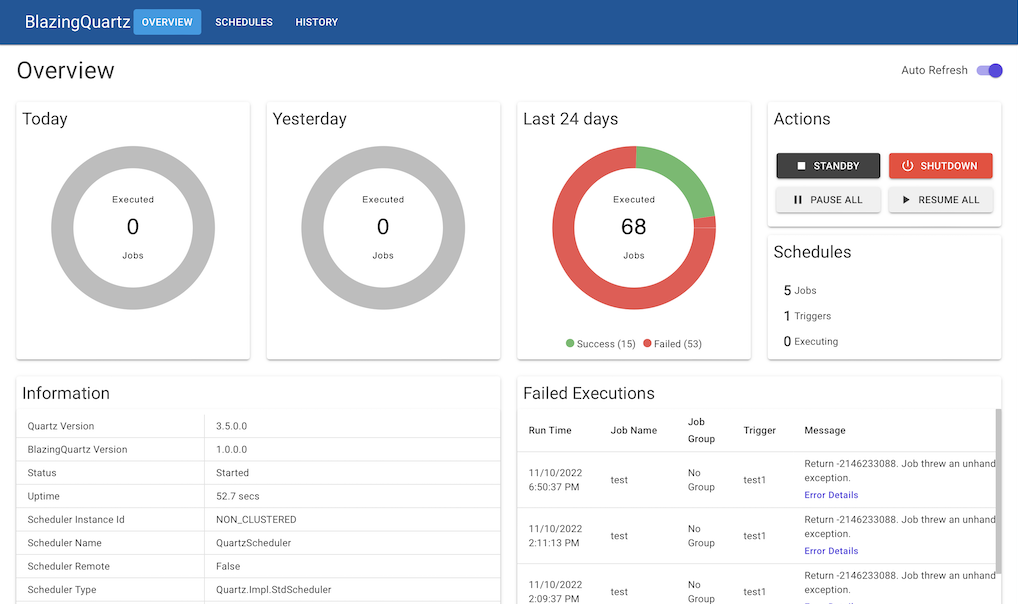 BlazingQuartz OVERVIEW SCHEDULES HISTORY
Overview
Auto Refresh
Today
Executed
0
Jobs
Yesterday
Executed
0
Jobs
Last 24 days
Executed
68
Jobs
Success (15) Failed (53)
Actions
STANDBY SHUTDOWN
PAUSE ALL RESUME ALL
Schedules
5 Jobs
1 Triggers
0 Executing
Information
Quartz Version 3.5.0.0
BlazingQuartz Version 1.0.0.0
Status Started
Uptime 52.7 secs
Scheduler Instance Id NON_CLUSTERED
Scheduler Name QuartzScheduler
Scheduler Remote False
Scheduler Type Quartz.Impl.StdScheduler
Failed Executions
Run Time Job Name Job Group Trigger Message
11/10/2022 6:50:37 PM test No Group test1 Return -2146233088. Job threw an unhand exception.
Error Details
11/10/2022 2:11:13 PM test No Group test1 Return -2146233088. Job threw an unhand exception.
Error Details
11/10/2022 2:09:37 PM test No Group test1 Return -2146233088. Job threw an unhand exception.